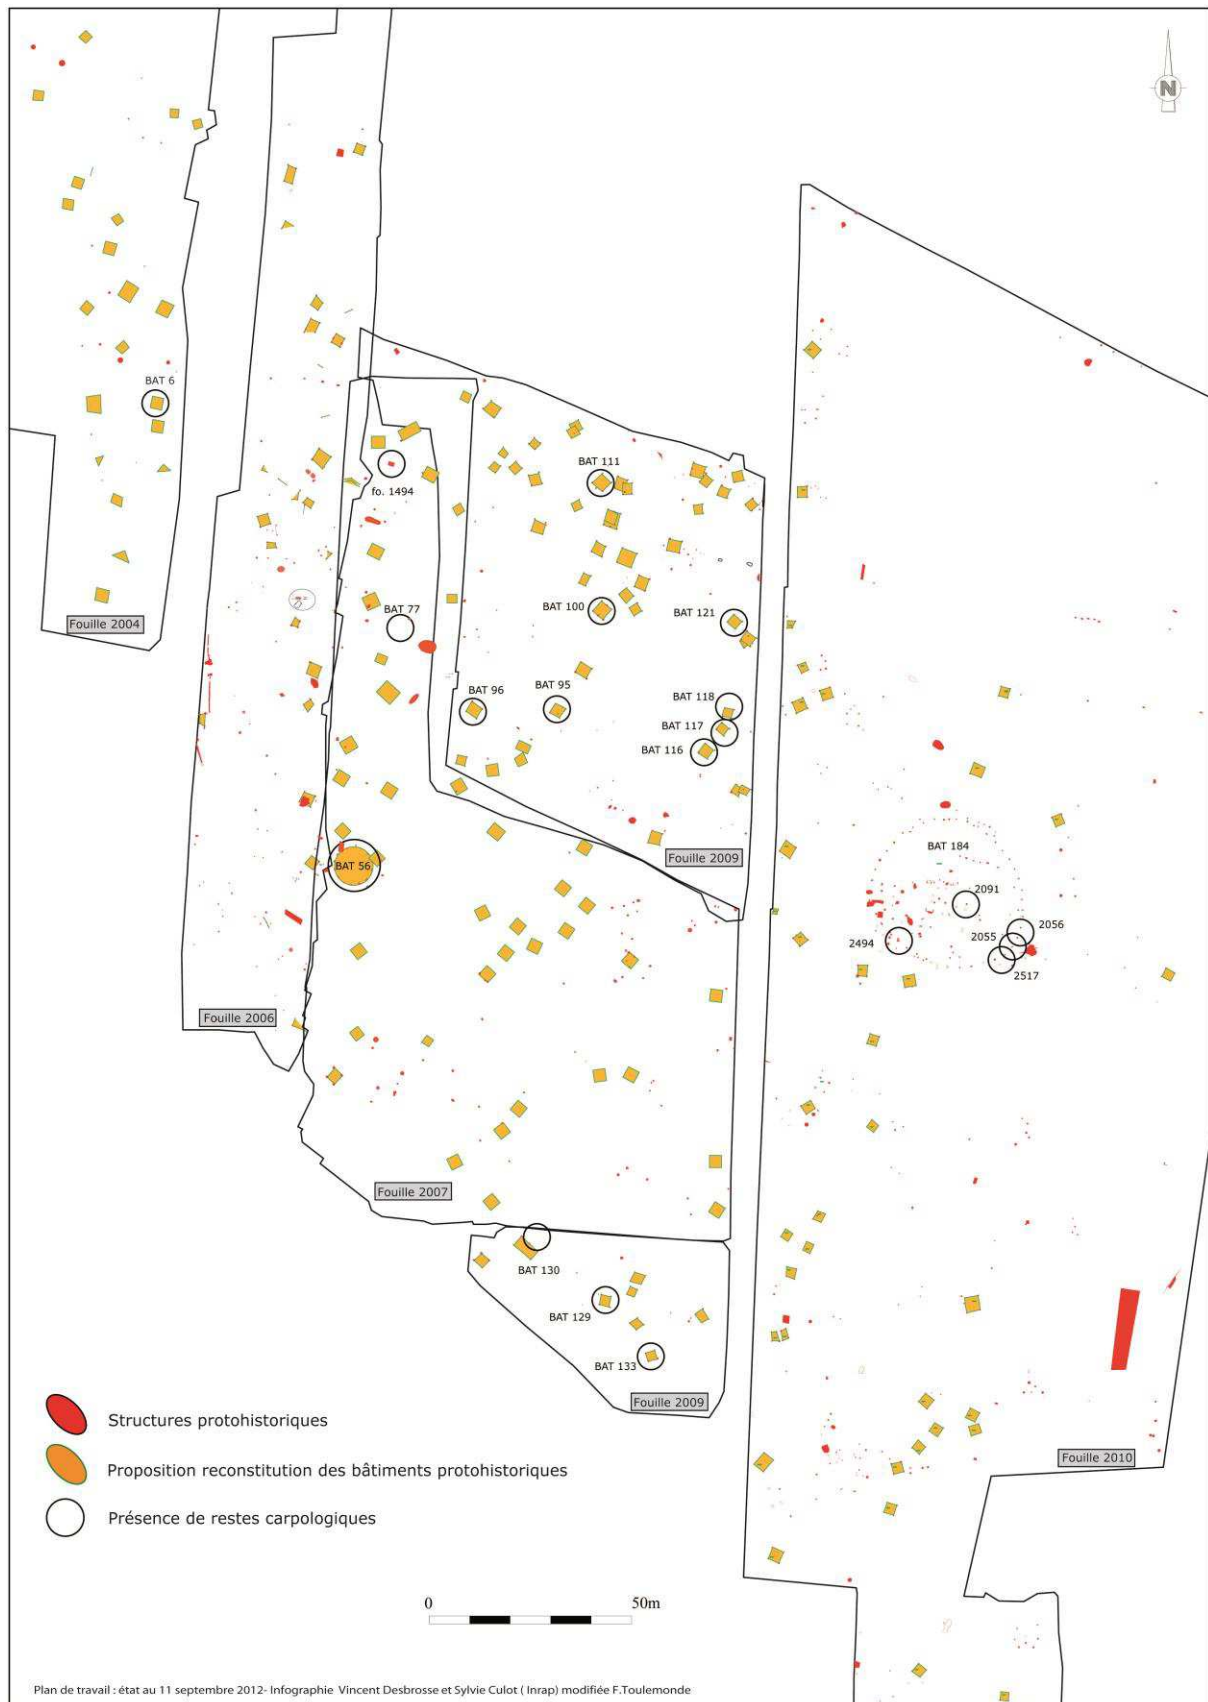 N
BAT 6
BAT 111
fo. 1494
BAT 100
BAT 121
BAT 77
Fouille 2004
BAT 96
BAT 95
BAT 118
BAT 117
BAT 116
BAT 184
Fouille 2009
BAT 56
2091
2056
2055
2494
2517
Fouille 2006
Fouille 2007
BAT 130
BAT 129
BAT 133
Fouille 2009
Structures protohistoriques
Fouille 2010
Proposition reconstitution des bâtiments protohistoriques
Présence de restes carpologiques
0 50m
Plan de travail : état au 11 septembre 2012- Infographie Vincent Desbrosse et Sylvie Culot ( Inrap) modifiée F.Toulemonde